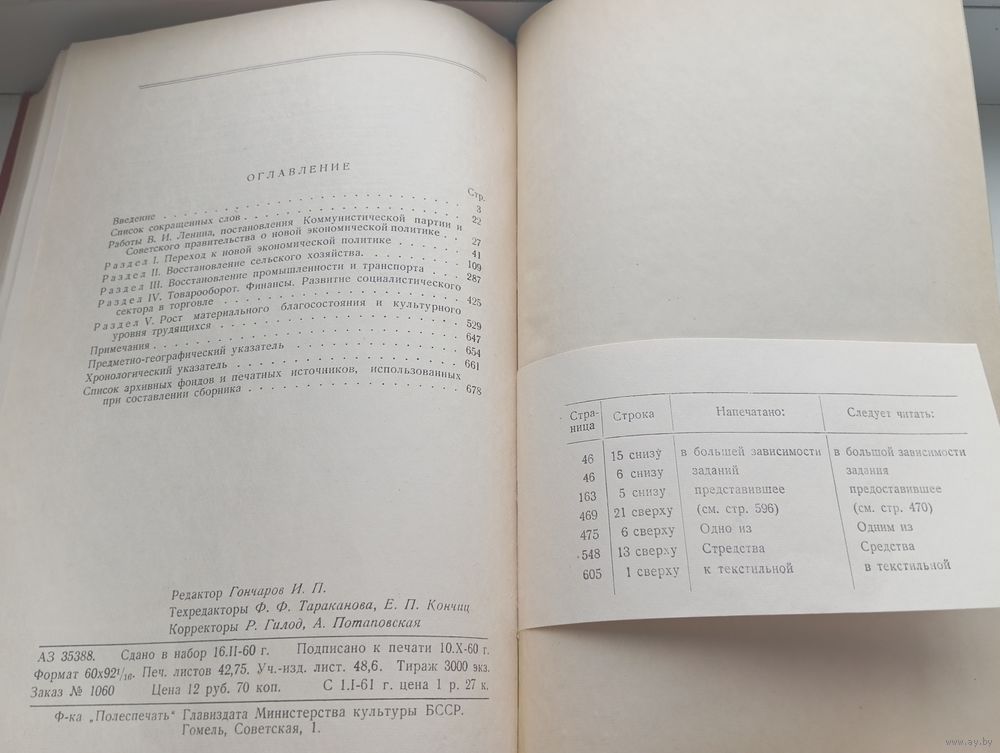 ОГЛАВЛЕНИЕ
Стр.
Введение . . . . . . . . . . 3
Список сокращенных слов . . . . . . . . . . 22
Работы В. И. Ленина, постановления Коммунистической партии и
Советского правительства о новой экономической политике . . 27
Раздел I. Переход к новой экономической политике . . . . . 41
Раздел II. Восстановление сельского хозяйства. . . . . . . 109
Раздел III. Восстановление промышленности и транспорта . . . . 287
Раздел IV. Товарооборот. Финансы. Развитие социалистического
сектора в торговле . . . . . . . . . . 425
Раздел V. Рост материального благосостояния и культурного
уровня трудящихся . . . . . . . . . . 529
Примечания . . . . . . . . . . 647
Предметно-географический указатель . . . . . . . . . . 654
Хронологический указатель . . . . . . . . . . 661
Список архивных фондов и печатных источников, использованных
при составлении сборника . . . . . . . . . . 678
Редактор Гончаров И. П.
Техредакторы Ф. Ф. Тараканова, Е. П. Кончиц
Корректоры Р. Гилод, А. Потаповская
АЗ 35388. Сдано в набор 16.II-60 г. Подписано к печати 10.X-60 г.
Формат 60х92¹/₁₆. Печ. листов 42,75. Уч.-изд. лист. 48,6. Тираж 3000 экз.
Заказ № 1060 Цена 12 руб. 70 коп. С 1.I-61 г. цена 1 р. 27 к.
Ф-ка „Полеспечать“ Главиздата Министерства культуры БССР.
Гомель, Советская, 1.
Стра-
ница Строка Напечатано: Следует читать:
46 15 снизу в большей зависимости в большой зависимости
46 6 снизу заданий задания
163 5 снизу представившее предоставившее
469 21 сверху (см. стр. 596) (см. стр. 470)
475 6 сверху Одно из Одним из
548 13 сверху Стредства Средства
605 1 сверху к текстильной в текстильной
www.ay.by